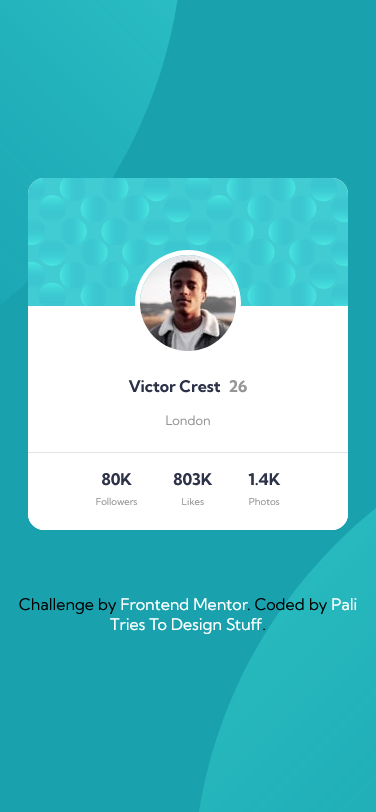 Victor Crest 26
London
80K 803K 1.4K
Followers Likes Photos
Challenge by Frontend Mentor. Coded by Pali
Tries To Design Stuff.